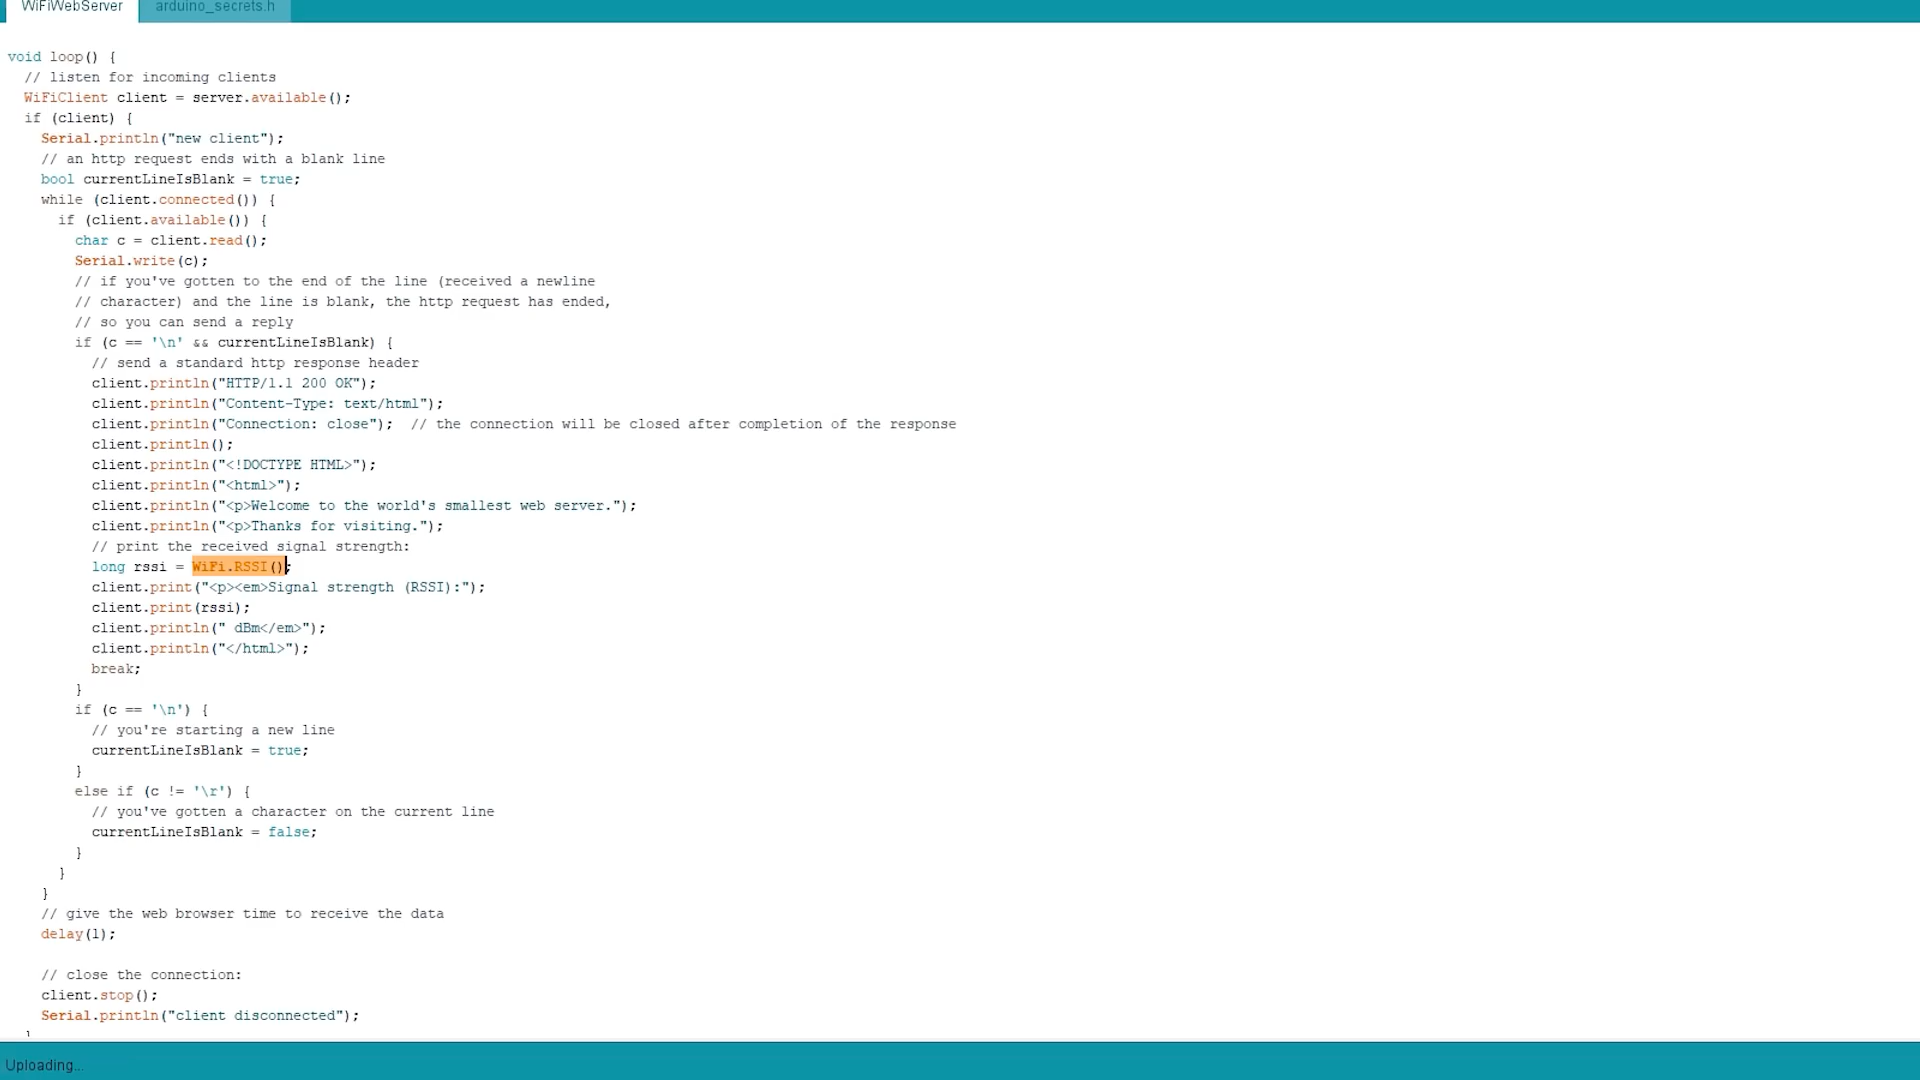 WiFiWebServer arduino_secrets.h
void loop() {
// listen for incoming clients
WiFiClient client = server.available();
if (client) {
Serial.println("new client");
// an http request ends with a blank line
bool currentLineIsBlank = true;
while (client.connected()) {
if (client.available()) {
char c = client.read();
Serial.write(c);
// if you've gotten to the end of the line (received a newline
// character) and the line is blank, the http request has ended,
// so you can send a reply
if (c == '\n' && currentLineIsBlank) {
// send a standard http response header
client.println("HTTP/1.1 200 OK");
client.println("Content-Type: text/html");
client.println("Connection: close");  // the connection will be closed after completion of the response
client.println();
client.println("<!DOCTYPE HTML>");
client.println("<html>");
client.println("<p>Welcome to the world's smallest web server.");
client.println("<p>Thanks for visiting.");
// print the received signal strength:
long rssi = WiFi.RSSI();
client.print("<p><em>Signal strength (RSSI):");
client.print(rssi);
client.println(" dBm</em>");
client.println("</html>");
break;
}
if (c == '\n') {
// you're starting a new line
currentLineIsBlank = true;
}
else if (c != '\r') {
// you've gotten a character on the current line
currentLineIsBlank = false;
}
}
}
// give the web browser time to receive the data
delay(1);
// close the connection:
client.stop();
Serial.println("client disconnected");
}
Uploading...